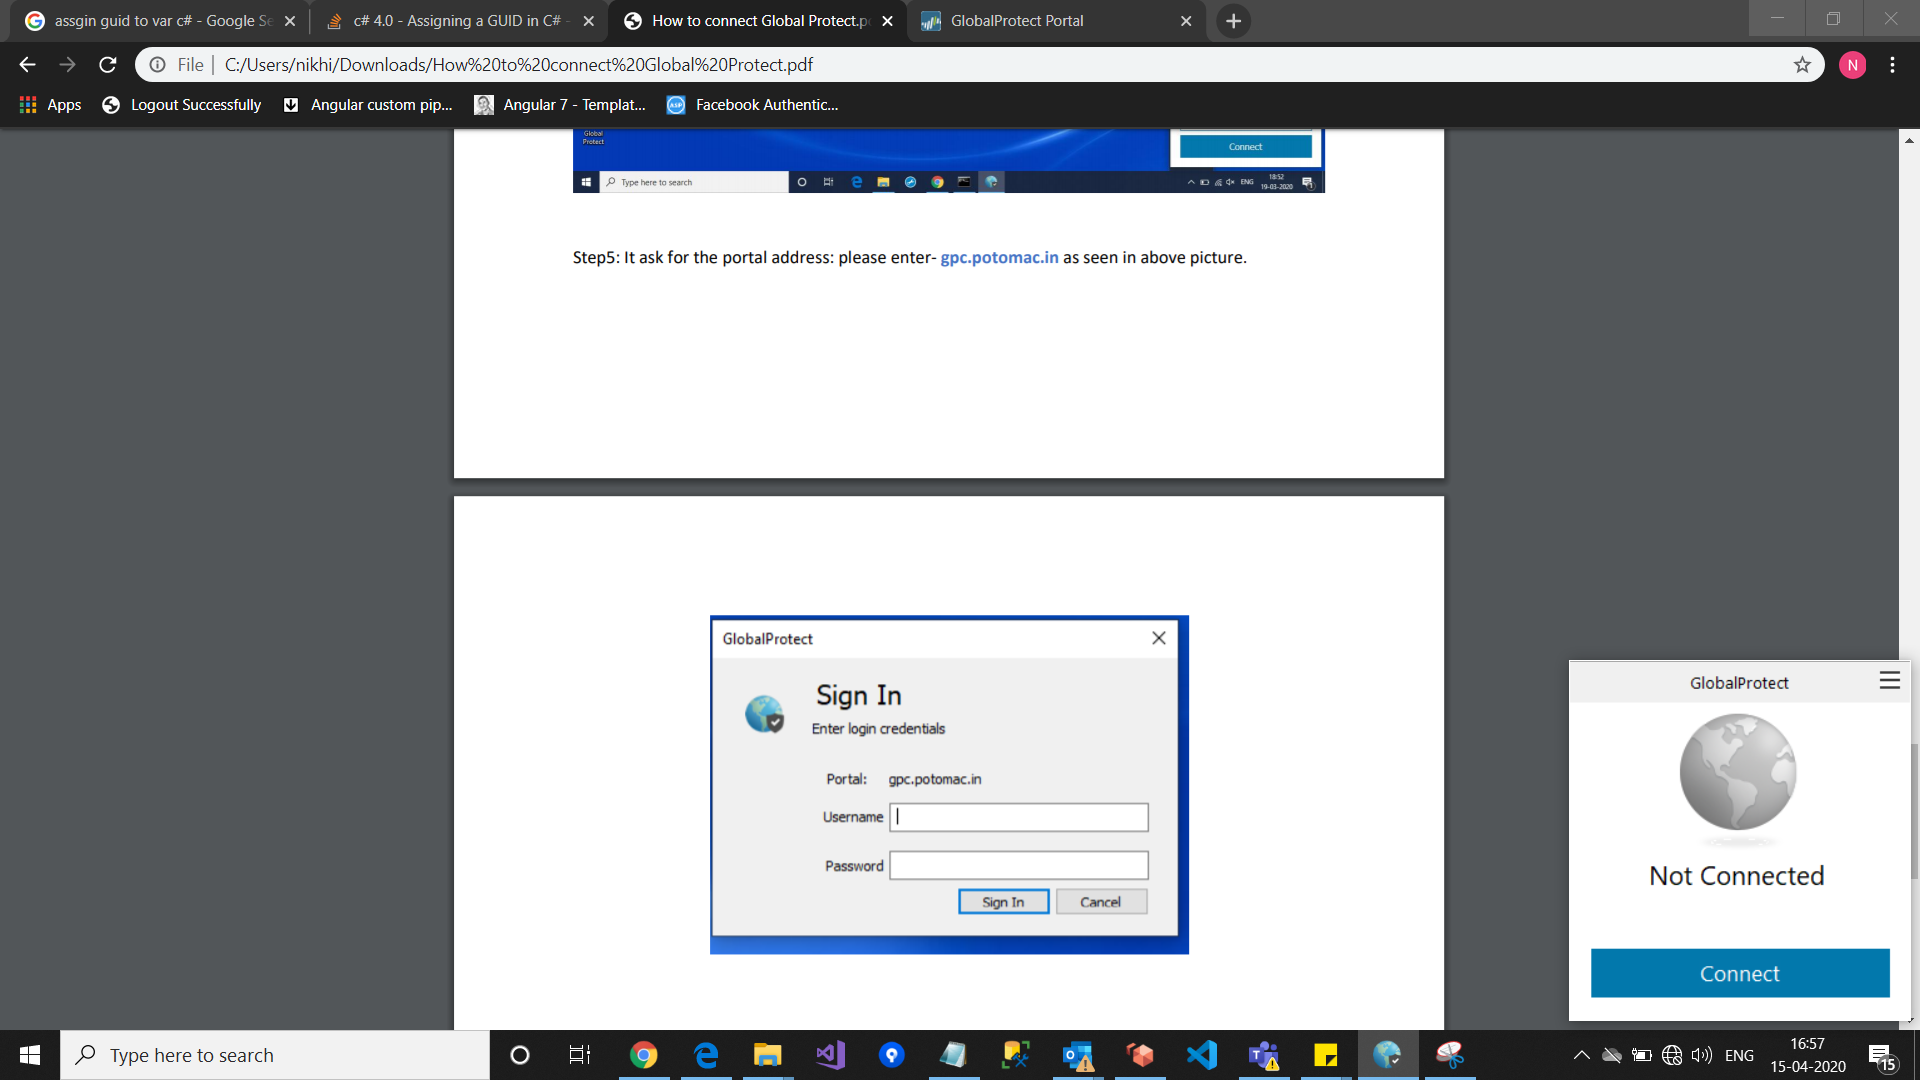 assgin guid to var c# - Google Se
c# 4.0 - Assigning a GUID in C# -
How to connect Global Protect.p
GlobalProtect Portal
File
C:/Users/nikhi/Downloads/How%20to%20connect%20Global%20Protect.pdf
N
Apps
Logout Successfully
Angular custom pip...
Angular 7 - Templat...
ASP
Facebook Authentic...
Global
Protect
Connect
Type here to search
ENG
18:52
19-03-2020
Step5: It ask for the portal address: please enter- gpc.potomac.in as seen in above picture.
GlobalProtect
Sign In
Enter login credentials
Portal: gpc.potomac.in
Username
Password
Sign In
Cancel
GlobalProtect
Not Connected
Connect
Type here to search
ENG
16:57
15-04-2020
15